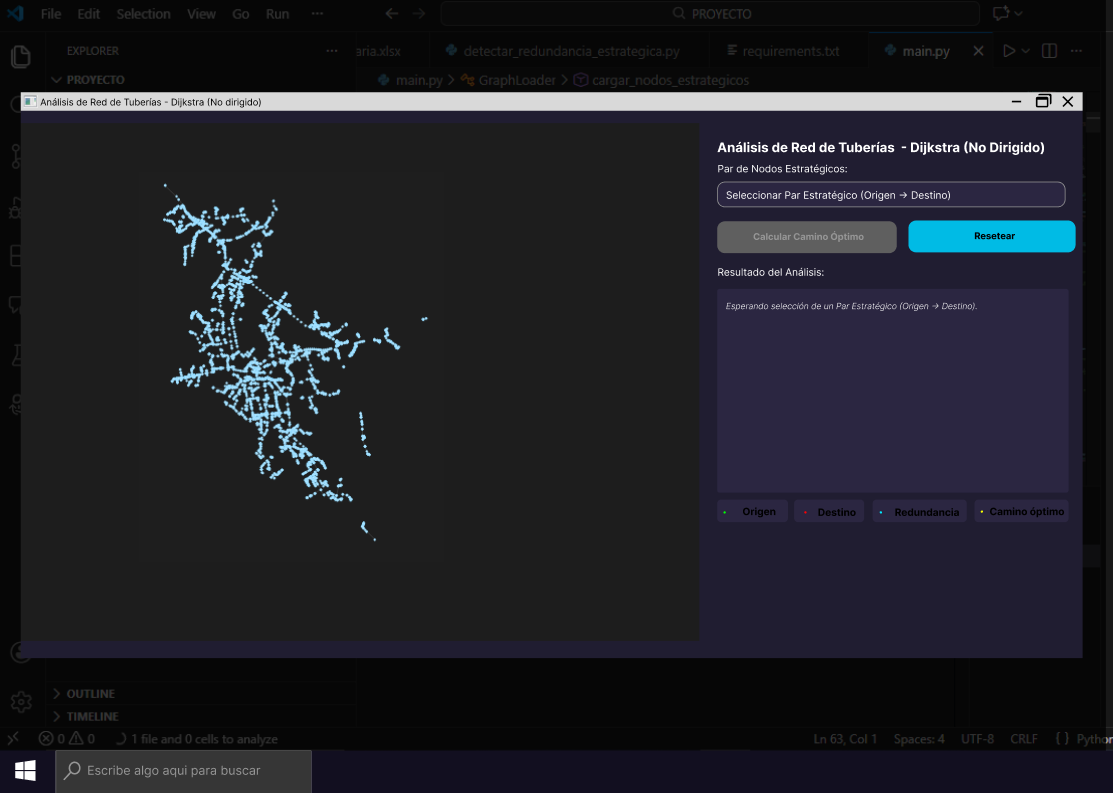 File Edit Selection View Go Run ··· PROYECTO
EXPLORER ···
aria.xlsx detectar_redundancia_estrategica.py requirements.txt main.py
PROYECTO
main.py > GraphLoader > cargar_nodos_estrategicos
Análisis de Red de Tuberías - Dijkstra (No dirigido)
Análisis de Red de Tuberías - Dijkstra (No Dirigido)
Par de Nodos Estratégicos:
Seleccionar Par Estratégico (Origen → Destino)
Calcular Camino Óptimo Resetear
Resultado del Análisis:
Esperando selección de un Par Estratégico (Origen → Destino).
Origen Destino Redundancia Camino óptimo
OUTLINE
TIMELINE
0 0 1 file and 0 cells to analyze Ln 63, Col 1 Spaces: 4 UTF-8 CRLF { } Python
Escribe algo aqui para buscar